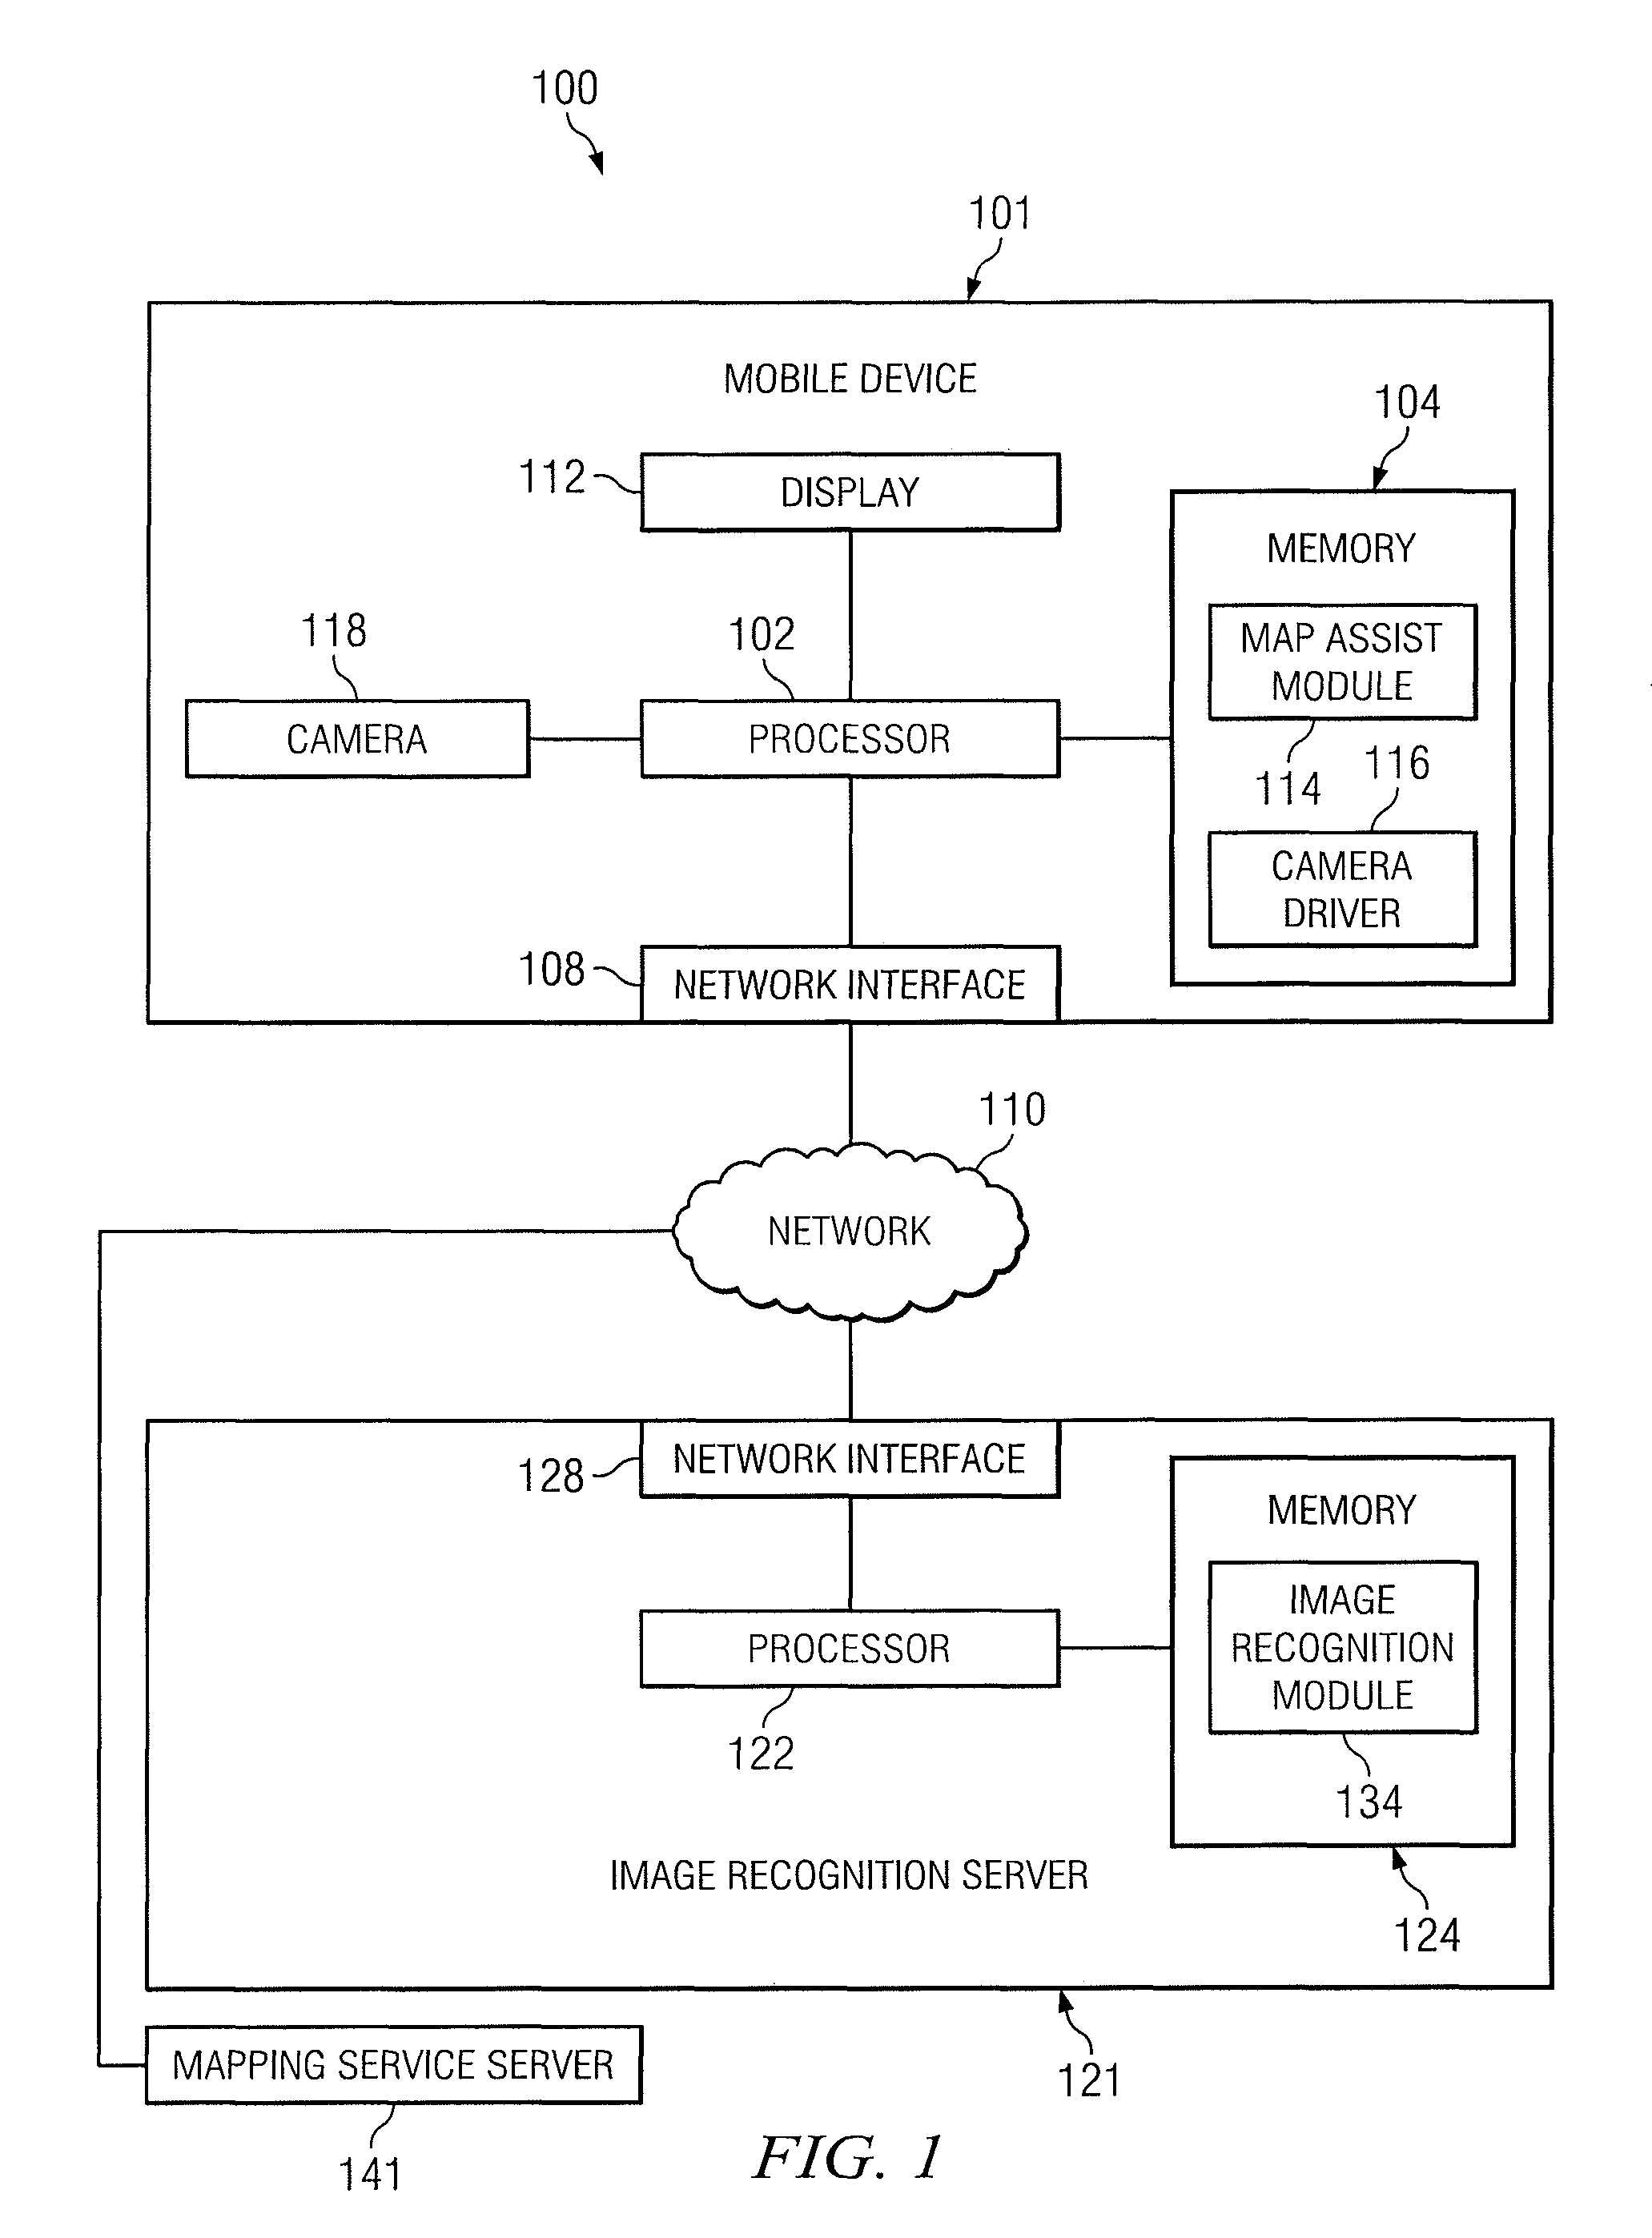 100
101
MOBILE DEVICE
104
112
DISPLAY
MEMORY
118
102
MAP ASSIST
MODULE
CAMERA
PROCESSOR
114
116
CAMERA
DRIVER
108
NETWORK INTERFACE
110
NETWORK
128
NETWORK INTERFACE
MEMORY
IMAGE
RECOGNITION
MODULE
PROCESSOR
122
134
IMAGE RECOGNITION SERVER
124
MAPPING SERVICE SERVER
121
141
FIG. 1